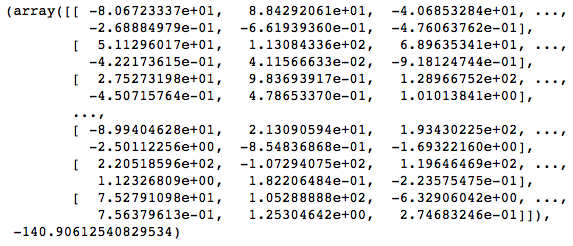 (array([[ -8.06723337e+01, 8.84292061e+01, -4.06853284e+01, ...,
-2.68884979e-01, -6.61939360e-01, -4.76063762e-01],
[ 5.11296017e+01, 1.13084336e+02, 6.89635341e+01, ...,
-4.22173615e-01, 4.11566633e-02, -9.18124744e-01],
[ 2.75273198e+01, 9.83693917e-01, 1.28966752e+02, ...,
-4.50715764e-01, 4.78653370e-01, 1.01013841e+00],
...,
[ -8.99404628e+01, 2.13090594e+01, 1.93430225e+02, ...,
-2.50112256e+00, -8.54836868e-01, -1.69322160e+00],
[ 2.20518596e+02, -1.07294075e+02, 1.19646469e+02, ...,
1.12326809e+00, 1.82206484e-01, -2.23575475e-01],
[ 7.52791098e+01, 1.05288888e+02, -6.32906042e+00, ...,
7.56379613e-01, 1.25304642e+00, 2.74683246e-01]]),
-140.90612540829534)